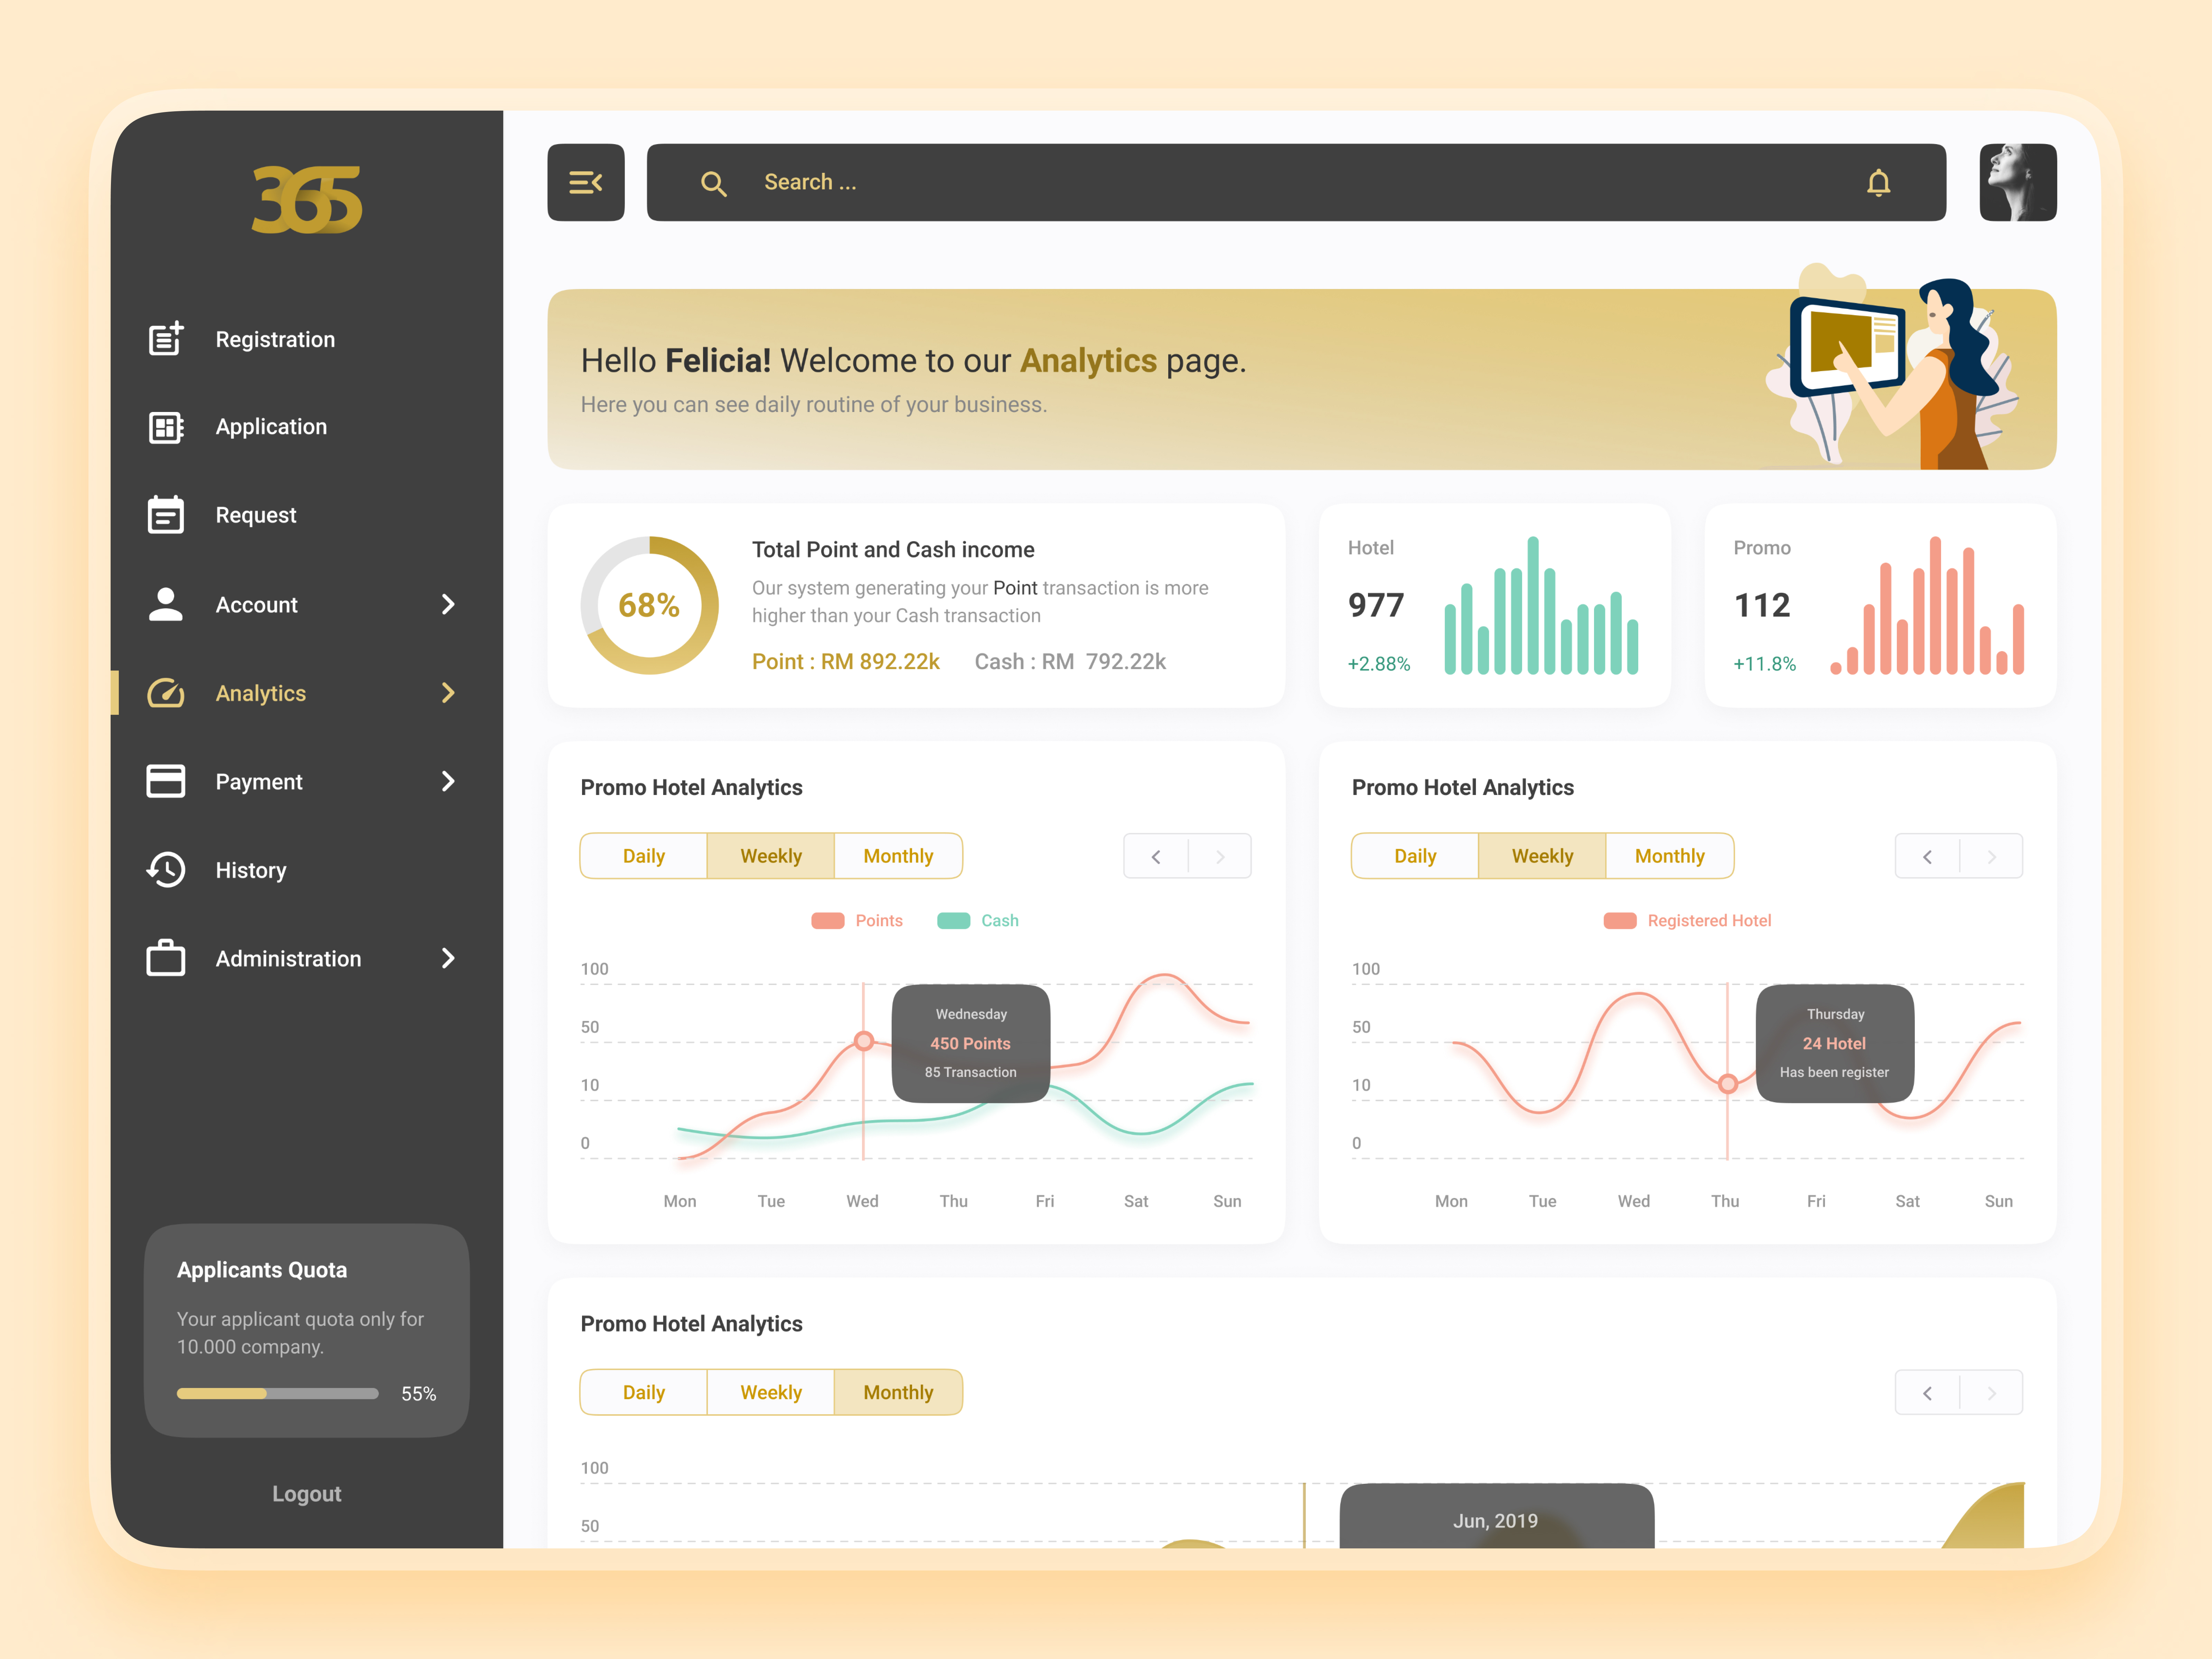 365
Registration
Application
Request
Account
Analytics
Payment
History
Administration
Applicants Quota
Your applicant quota only for
10.000 company.
55%
Logout
Search ...
Hello Felicia! Welcome to our Analytics page.
Here you can see daily routine of your business.
68%
Total Point and Cash income
Our system generating your Point transaction is more
higher than your Cash transaction
Point : RM 892.22k Cash : RM 792.22k
Hotel
977
+2.88%
Promo
112
+11.8%
Promo Hotel Analytics
Daily Weekly Monthly
Points Cash
100
50
10
0
Wednesday
450 Points
85 Transaction
Mon Tue Wed Thu Fri Sat Sun
Promo Hotel Analytics
Daily Weekly Monthly
Registered Hotel
100
50
10
0
Thursday
24 Hotel
Has been register
Mon Tue Wed Thu Fri Sat Sun
Promo Hotel Analytics
Daily Weekly Monthly
100
50
Jun, 2019